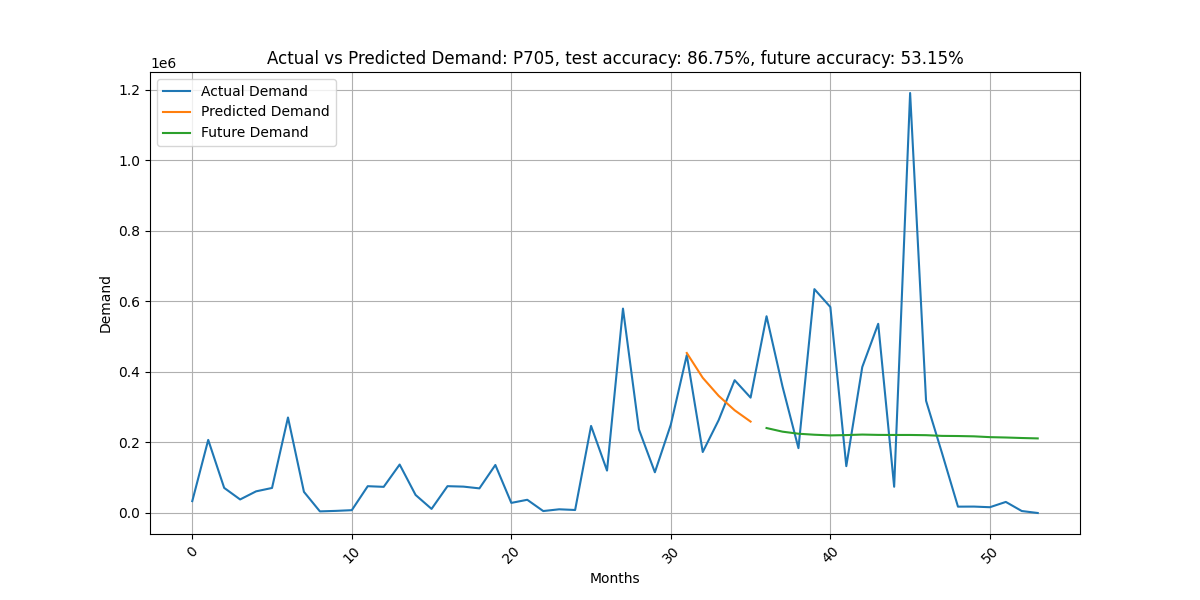 Actual vs Predicted Demand: P705, test accuracy: 86.75%, future accuracy: 53.15%
1e6
Actual Demand
Predicted Demand
Future Demand
1.2
1.0
0.8
0.6
0.4
0.2
0.0
Demand
0
10
20
30
40
50
Months